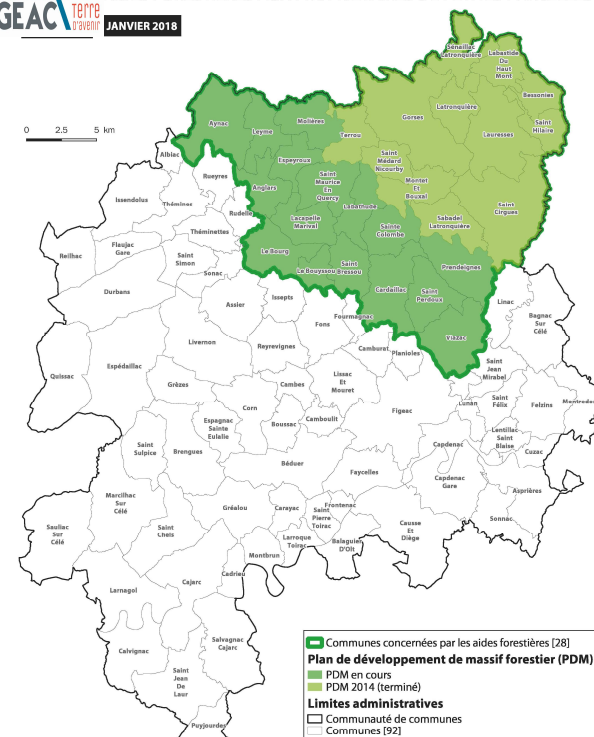 GEAC
terre
d'avenir
JANVIER 2018
0 2.5 5 km
Senaillac
Latronquière
Labastide
Du
Haut
Mont
Bessonies
Latronquière
Gorses
Saint
Hilaire
Lauresses
Aynac
Leyme
Molières
Terrou
Albiac
Espeyroux
Saint
Médard
Nicourby
Rueyres
Saint
Maurice
En
Quercy
Montet
Et
Bouxal
Anglars
Issendolus
Thémines
Labathude
Saint
Cirgues
Rudelle
Lacapelle
Marival
Sabadel
Latronquière
Sainte
Colombe
Théminettes
Flaujac
Gare
Reilhac
Saint
Simon
Le Bourg
Sonac
Le Bouyssou
Saint
Bressou
Prendeignes
Durbans
Cardaillac
Saint
Perdoux
Assier
Issepts
Linac
Fourmagnac
Fons
Bagnac
Sur
Célé
Viazac
Livernon
Reyrevignes
Camburat
Planioles
Espédaillac
Saint
Jean
Mirabel
Quissac
Grèzes
Cambes
Lissac
Et
Mouret
Lunan
Saint
Félix
Felzins
Corn
Figeac
Camboulit
Boussac
Espagnac
Sainte
Eulalie
Lentillac
Saint
Blaise
Capdenac
Cuzac
Saint
Sulpice
Brengues
Béduer
Faycelles
Capdenac
Gare
Asprières
Marcilhac
Sur
Célé
Gréalou
Carayac
Frontenac
Saint
Pierre
Toirac
Sonnac
Sauliac
Sur
Célé
Saint
Chels
Causse
Et
Diège
Larroque
Toirac
Balaguier
D'Olt
Montbrun
Cadrieu
Cajarc
Larnagol
Calvignac
Salvagnac
Cajarc
Saint
Jean
De
Laur
Puyjourdes
Communes concernées par les aides forestières [28]
Plan de développement de massif forestier (PDM)
PDM en cours
PDM 2014 (terminé)
Limites administratives
Communauté de communes
Communes [92]